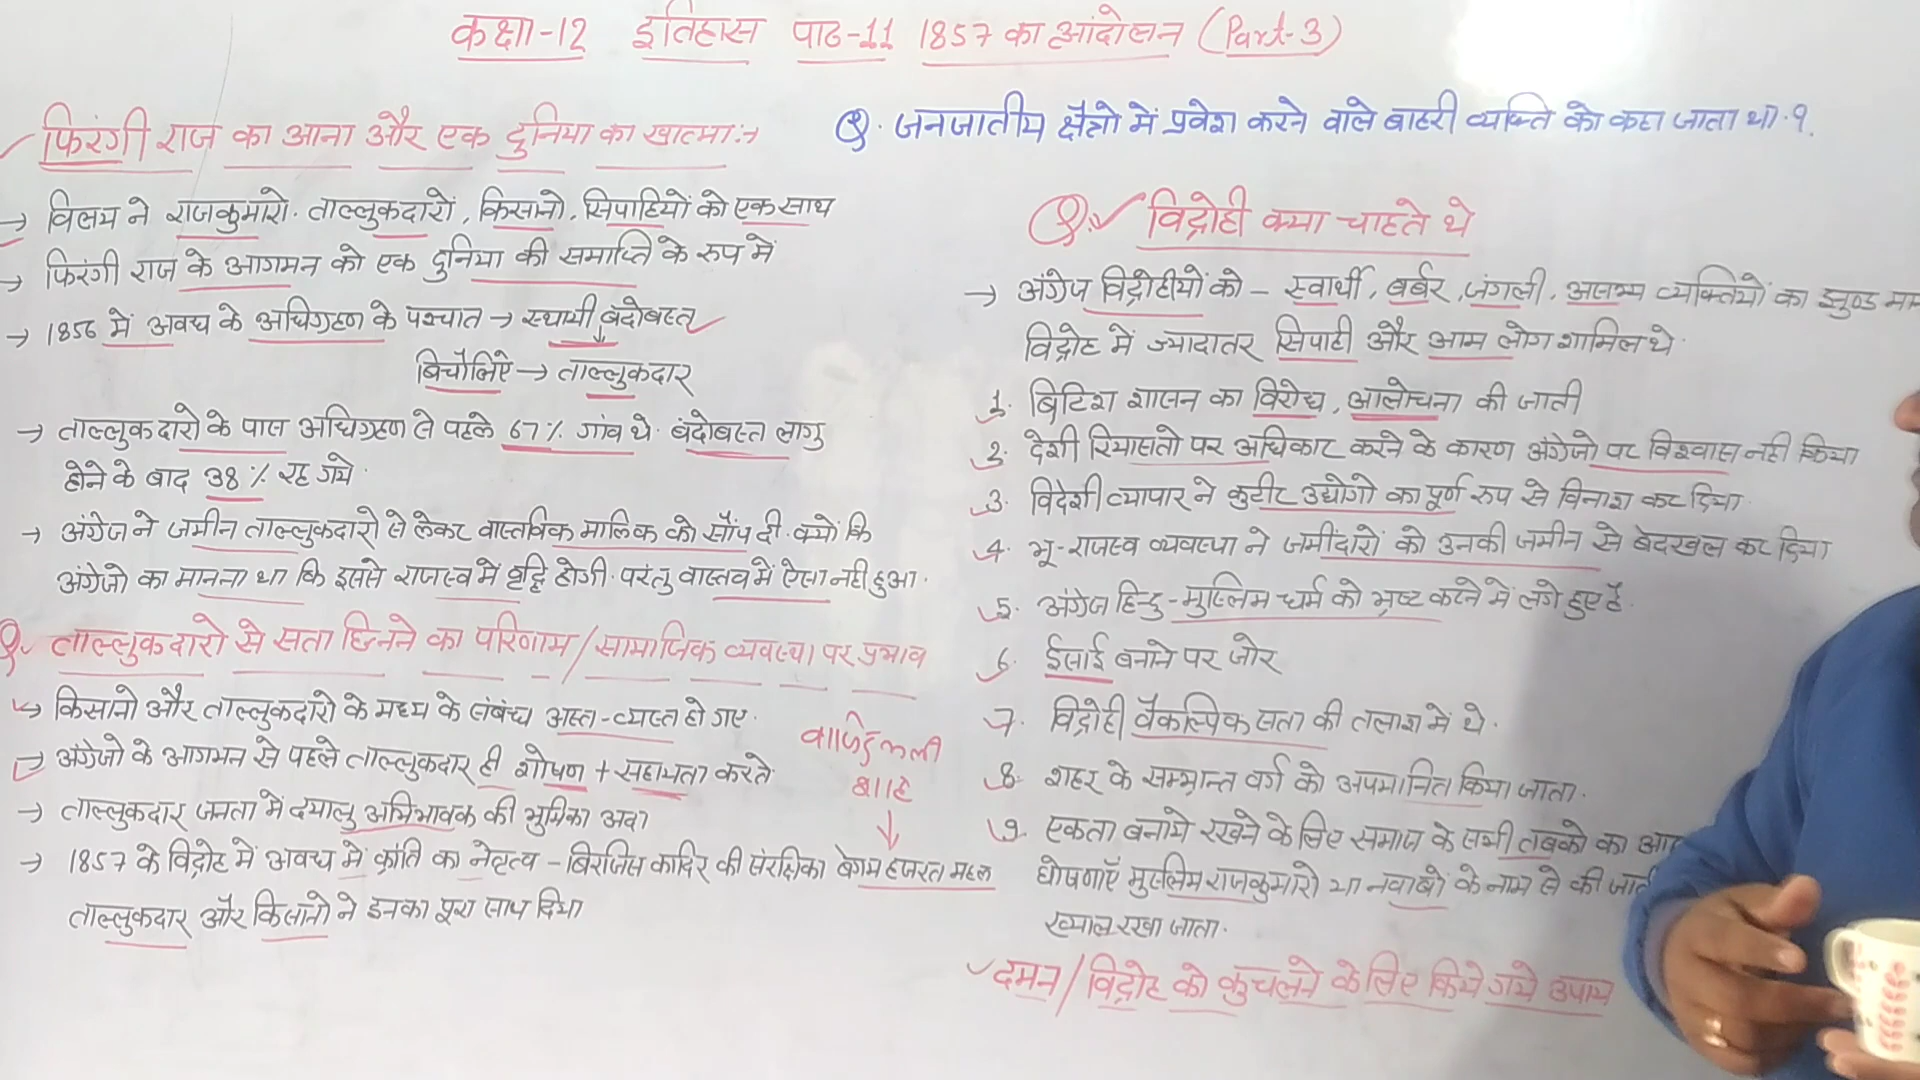 कक्षा-12 इतिहास पाठ-11 1857 का आंदोलन (Part-3)
फिरंगी राज का आना और एक दुनिया का खात्मा:→
→ विलय ने राजकुमारो. ताल्लुकदारों, किसानो, सिपाहियों को एक साथ
→ फिरंगी राज के आगमन को एक दुनिया की समाप्ति के रुप में
→ 1856 में अवध के अधिग्रहण के पश्चात → स्थायी बंदोबस्त
बिचौलिए → ताल्लुकदार
→ ताल्लुकदारो के पास अधिग्रहण से पहले 67% गांव थे. बंदोबस्त लागु
होने के बाद 38% रह गये.
→ अंग्रेज ने जमीन ताल्लुकदारो से लेकर वास्तविक मालिक को सौंप दी. क्यों कि
अंग्रेजो का मानना था कि इससे राजस्व में वृद्दि होगी. परंतु वास्तव में ऐसा नही हुआ.
Q. ताल्लुकदारो से सता छिनने का परिणाम/सामाजिक व्यवस्था पर प्रभाव
→ किसानो और ताल्लुकदारो के मध्य के संबंध अस्त-व्यस्त हो गए.
→ अंग्रेजो के आगमन से पहले ताल्लुकदार ही शोषण + सहायता करते
→ ताल्लुकदार जनता में दयालु अभिभावक की भुमिका अदा
→ 1857 के विद्रोह में अवध में क्रांति का नेतृत्व - बिरजिस कादिर की संरक्षिका बेगम हजरत महल
ताल्लुकदार और किसानो ने इनका पूरा साथ दिया
वाजिद अली
शाह
↓
Q. जनजातीय क्षैत्रो में प्रवेश करने वाले बाहरी व्यक्ति को कहा जाता था.?
Q. विद्रोही क्या चाहते थे
→ अंग्रेज विद्रोहीयों को - स्वार्थी, बर्बर, जंगली, असभ्य व्यक्तियों का झुण्ड
विद्रोह में ज्यादातर सिपाही और आम लोग शामिल थे.
1. ब्रिटिश शासन का विरोध, आलोचना की जाती
2. देशी रियासतो पर अधिकार करने के कारण अंग्रेजो पर विश्वास नही किया
3. विदेशी व्यापार ने कुटीर उद्योगो का पूर्ण रुप से विनाश कर दिया.
4. भू-राजस्व व्यवस्था ने जमींदारों को उनकी जमीन से बेदखल कर दिया
5. अंग्रेज हिन्दु-मुस्लिम धर्म को भ्रष्ट करने में लगे हुए है.
6. ईसाई बनाने पर जोर
7. विद्रोही वैकल्पिक सता की तलाश में थे.
8. शहर के सम्भ्रान्त वर्ग को अपमानित किया जाता.
9. एकता बनाये रखने के लिए समाज के सभी तबको का
घोषणाएँ मुस्लिम राजकुमारो या नवाबों के नाम से की
ख्याल रखा जाता.
दमन/विद्रोह को कुचलने के लिए किये गये उपाय